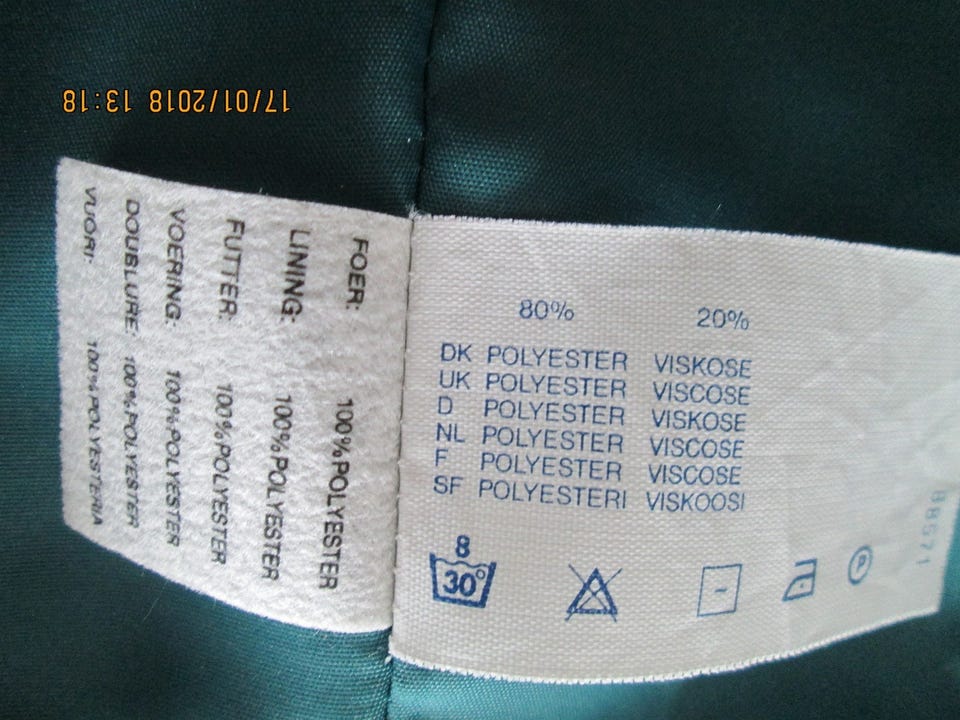 17/01/2018 13:18
FOER: 100% POLYESTER
LINING: 100% POLYESTER
FUTTER: 100% POLYESTER
VOERING: 100% POLYESTER
DOUBLURE: 100% POLYESTER
VUORI: 100% POLYESTERIA
80% 20%
DK POLYESTER VISKOSE
UK POLYESTER VISCOSE
D POLYESTER VISKOSE
NL POLYESTER VISCOSE
F POLYESTER VISCOSE
SF POLYESTERI VISKOOSI
8
30°
P
88571